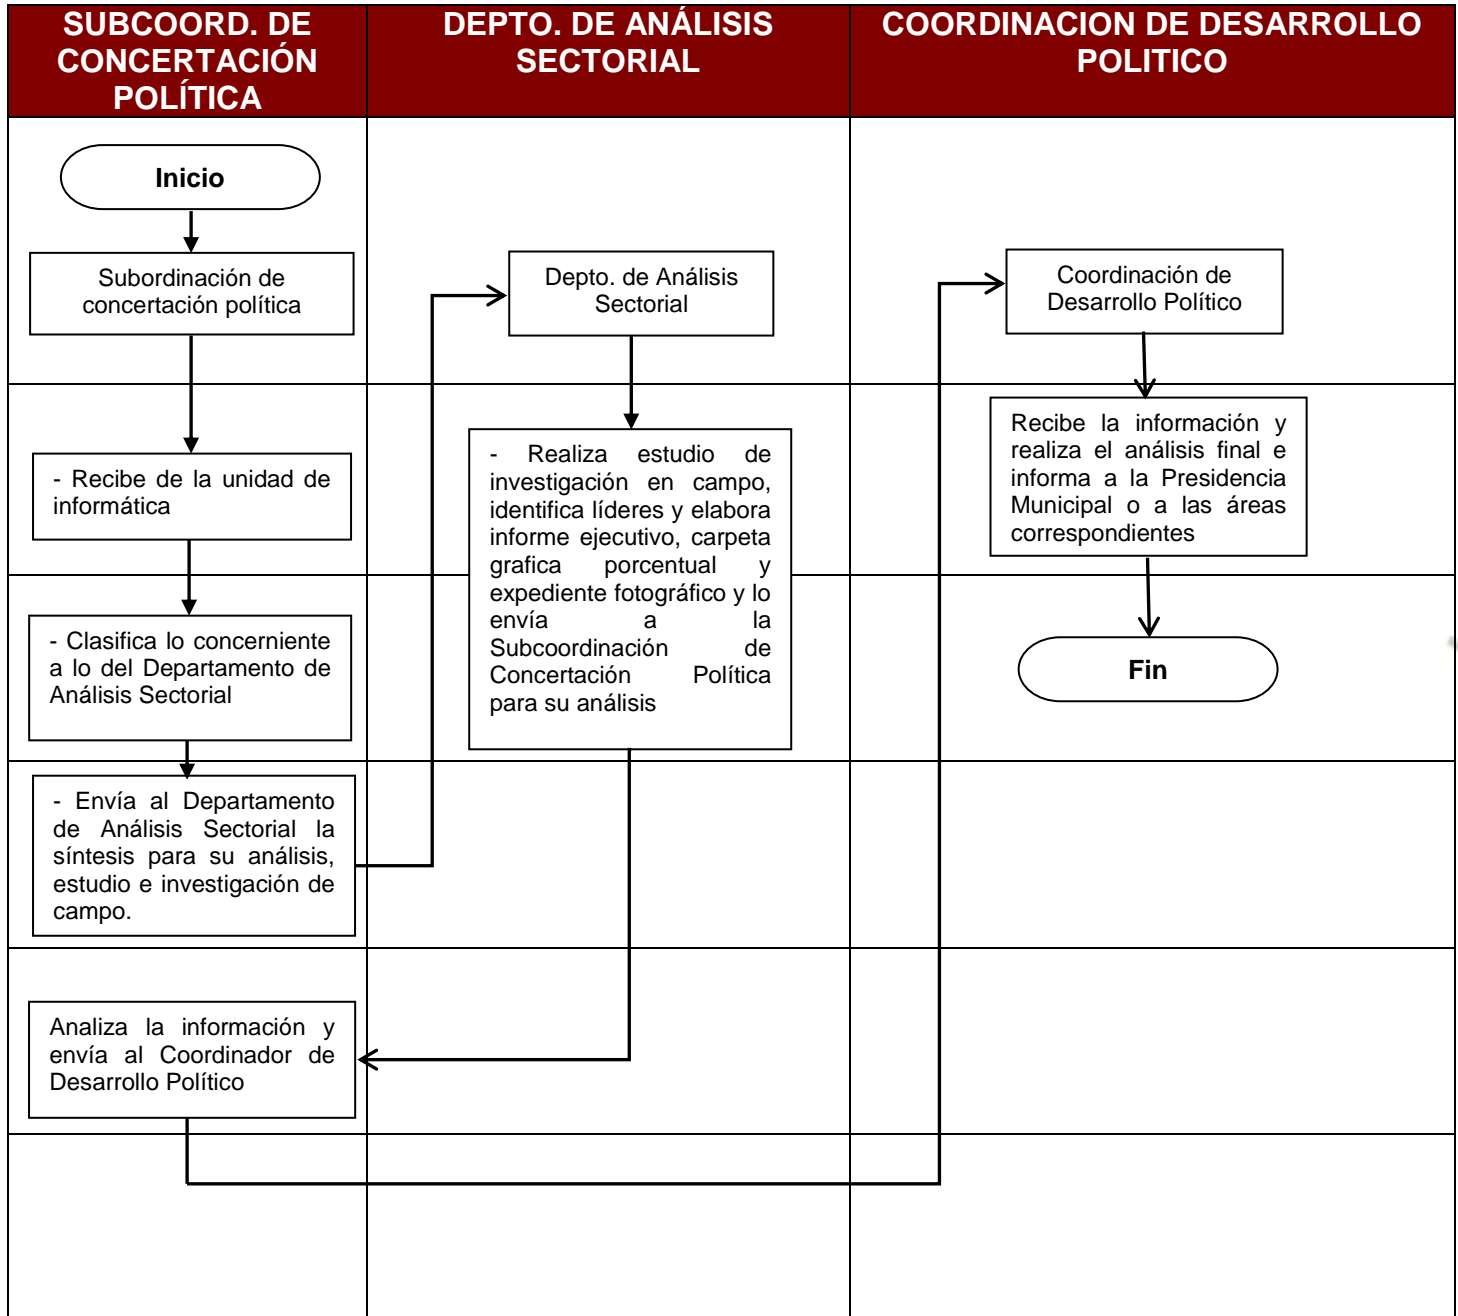 SUBCOORD. DE
CONCERTACIÓN
POLÍTICA
DEPTO. DE ANÁLISIS
SECTORIAL
COORDINACION DE DESARROLLO
POLITICO
Inicio
Subordinación de
concertación política
- Recibe de la unidad de
informática
- Clasifica lo concerniente
a lo del Departamento de
Análisis Sectorial
- Envía al Departamento
de Análisis Sectorial la
síntesis para su análisis,
estudio e investigación de
campo.
Depto. de Análisis
Sectorial
- Realiza estudio de
investigación en campo,
identifica líderes y elabora
informe ejecutivo, carpeta
grafica porcentual y
expediente fotográfico y lo
envía a la
Subcoordinación de
Concertación Política
para su análisis
Analiza la información y
envía al Coordinador de
Desarrollo Político
Coordinación de
Desarrollo Político
Recibe la información y
realiza el análisis final e
informa a la Presidencia
Municipal o a las áreas
correspondientes
Fin